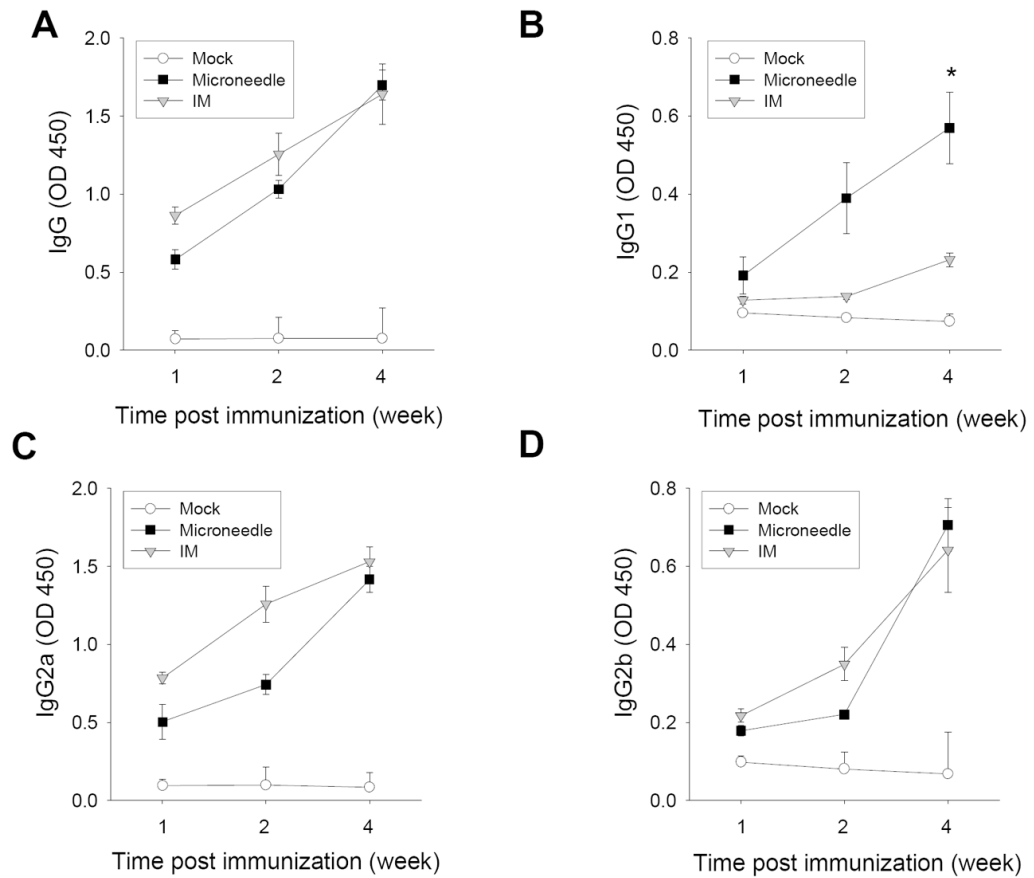 A
IgG (OD 450)
2.0
1.5
1.0
0.5
0.0
Mock
Microneedle
IM
1 2 4
Time post immunization (week)
B
IgG1 (OD 450)
0.8
0.6
0.4
0.2
0.0
Mock
Microneedle
IM
*
1 2 4
Time post immunization (week)
C
IgG2a (OD 450)
2.0
1.5
1.0
0.5
0.0
Mock
Microneedle
IM
1 2 4
Time post immunization (week)
D
IgG2b (OD 450)
0.8
0.6
0.4
0.2
0.0
Mock
Microneedle
IM
1 2 4
Time post immunization (week)